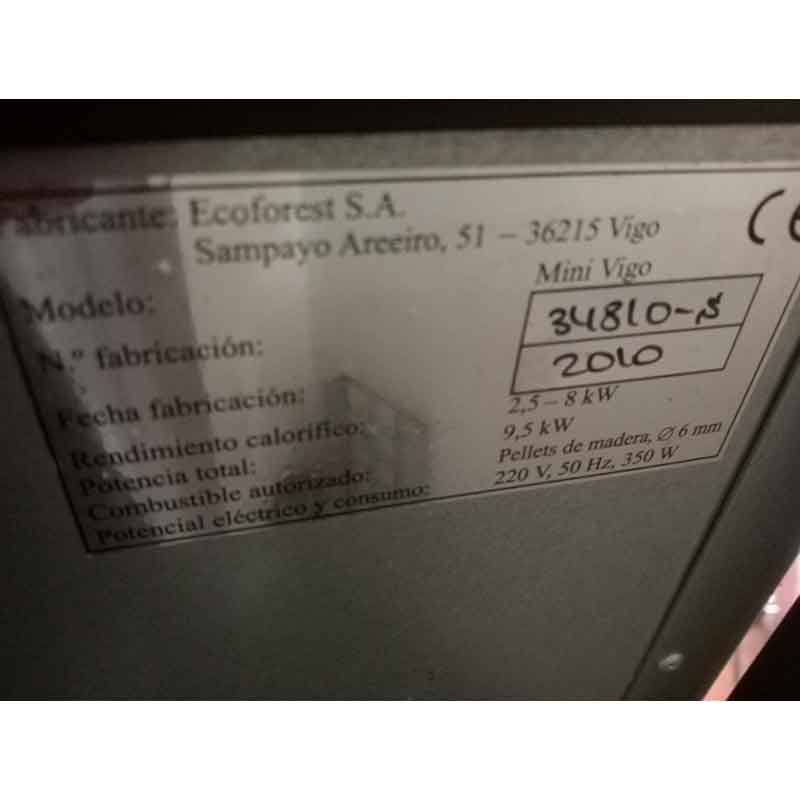 Fabricante: Ecoforest S.A.
Sampayo Areeiro, 51 – 36215 Vigo
CE
Modelo: Mini Vigo
N.º fabricación: 34810-S
Fecha fabricación: 2010
Rendimiento calorífico: 2,5 – 8 kW
Potencia total: 9,5 kW
Combustible autorizado: Pellets de madera, Ø 6 mm
Potencial eléctrico y consumo: 220 V, 50 Hz, 350 W